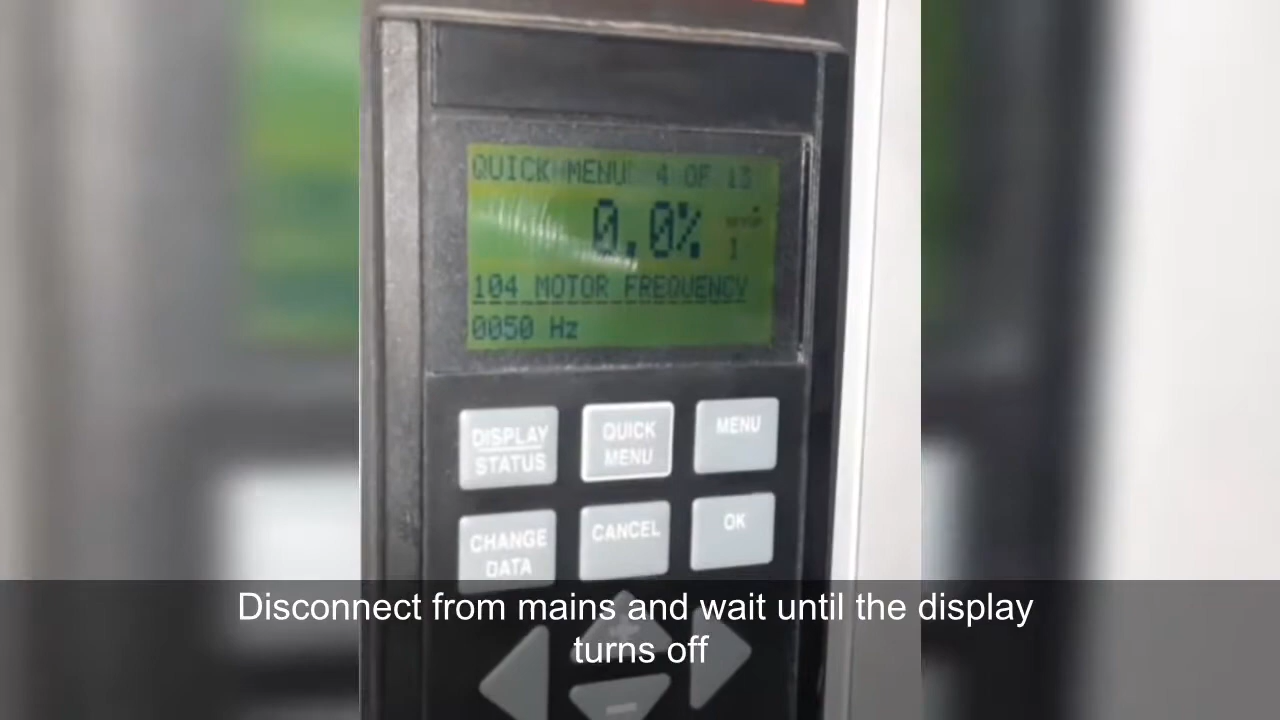 QUICK MENU 4 OF 13
0,0%
1
104 MOTOR FREQUENCY
0050 Hz
DISPLAY
STATUS
QUICK
MENU
MENU
CHANGE
DATA
CANCEL
OK
+
-
Disconnect from mains and wait until the display
turns off